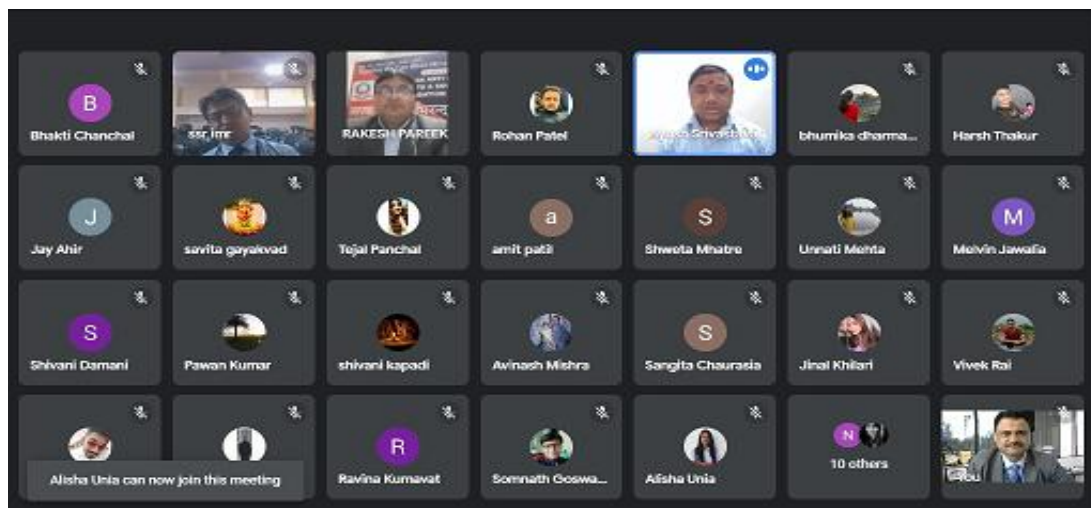 B
Bhakti Chanchal
ssr imr
RAKESH PAREEK
Rohan Patel
Srivastava
bhumika dharma...
Harsh Thakur
J
Jay Ahir
savita gayakvad
Tejal Panchal
a
amit patil
S
Shweta Mhatre
Unnati Mehta
M
Melvin Jawalia
S
Shivani Damani
Pawan Kumar
shivani kapadi
Avinash Mishra
S
Sangita Chaurasia
Jinal Khilari
Vivek Rai
Alisha Unia can now join this meeting
R
Ravina Kumavat
Somnath Goswa...
Alisha Unia
N
10 others
You